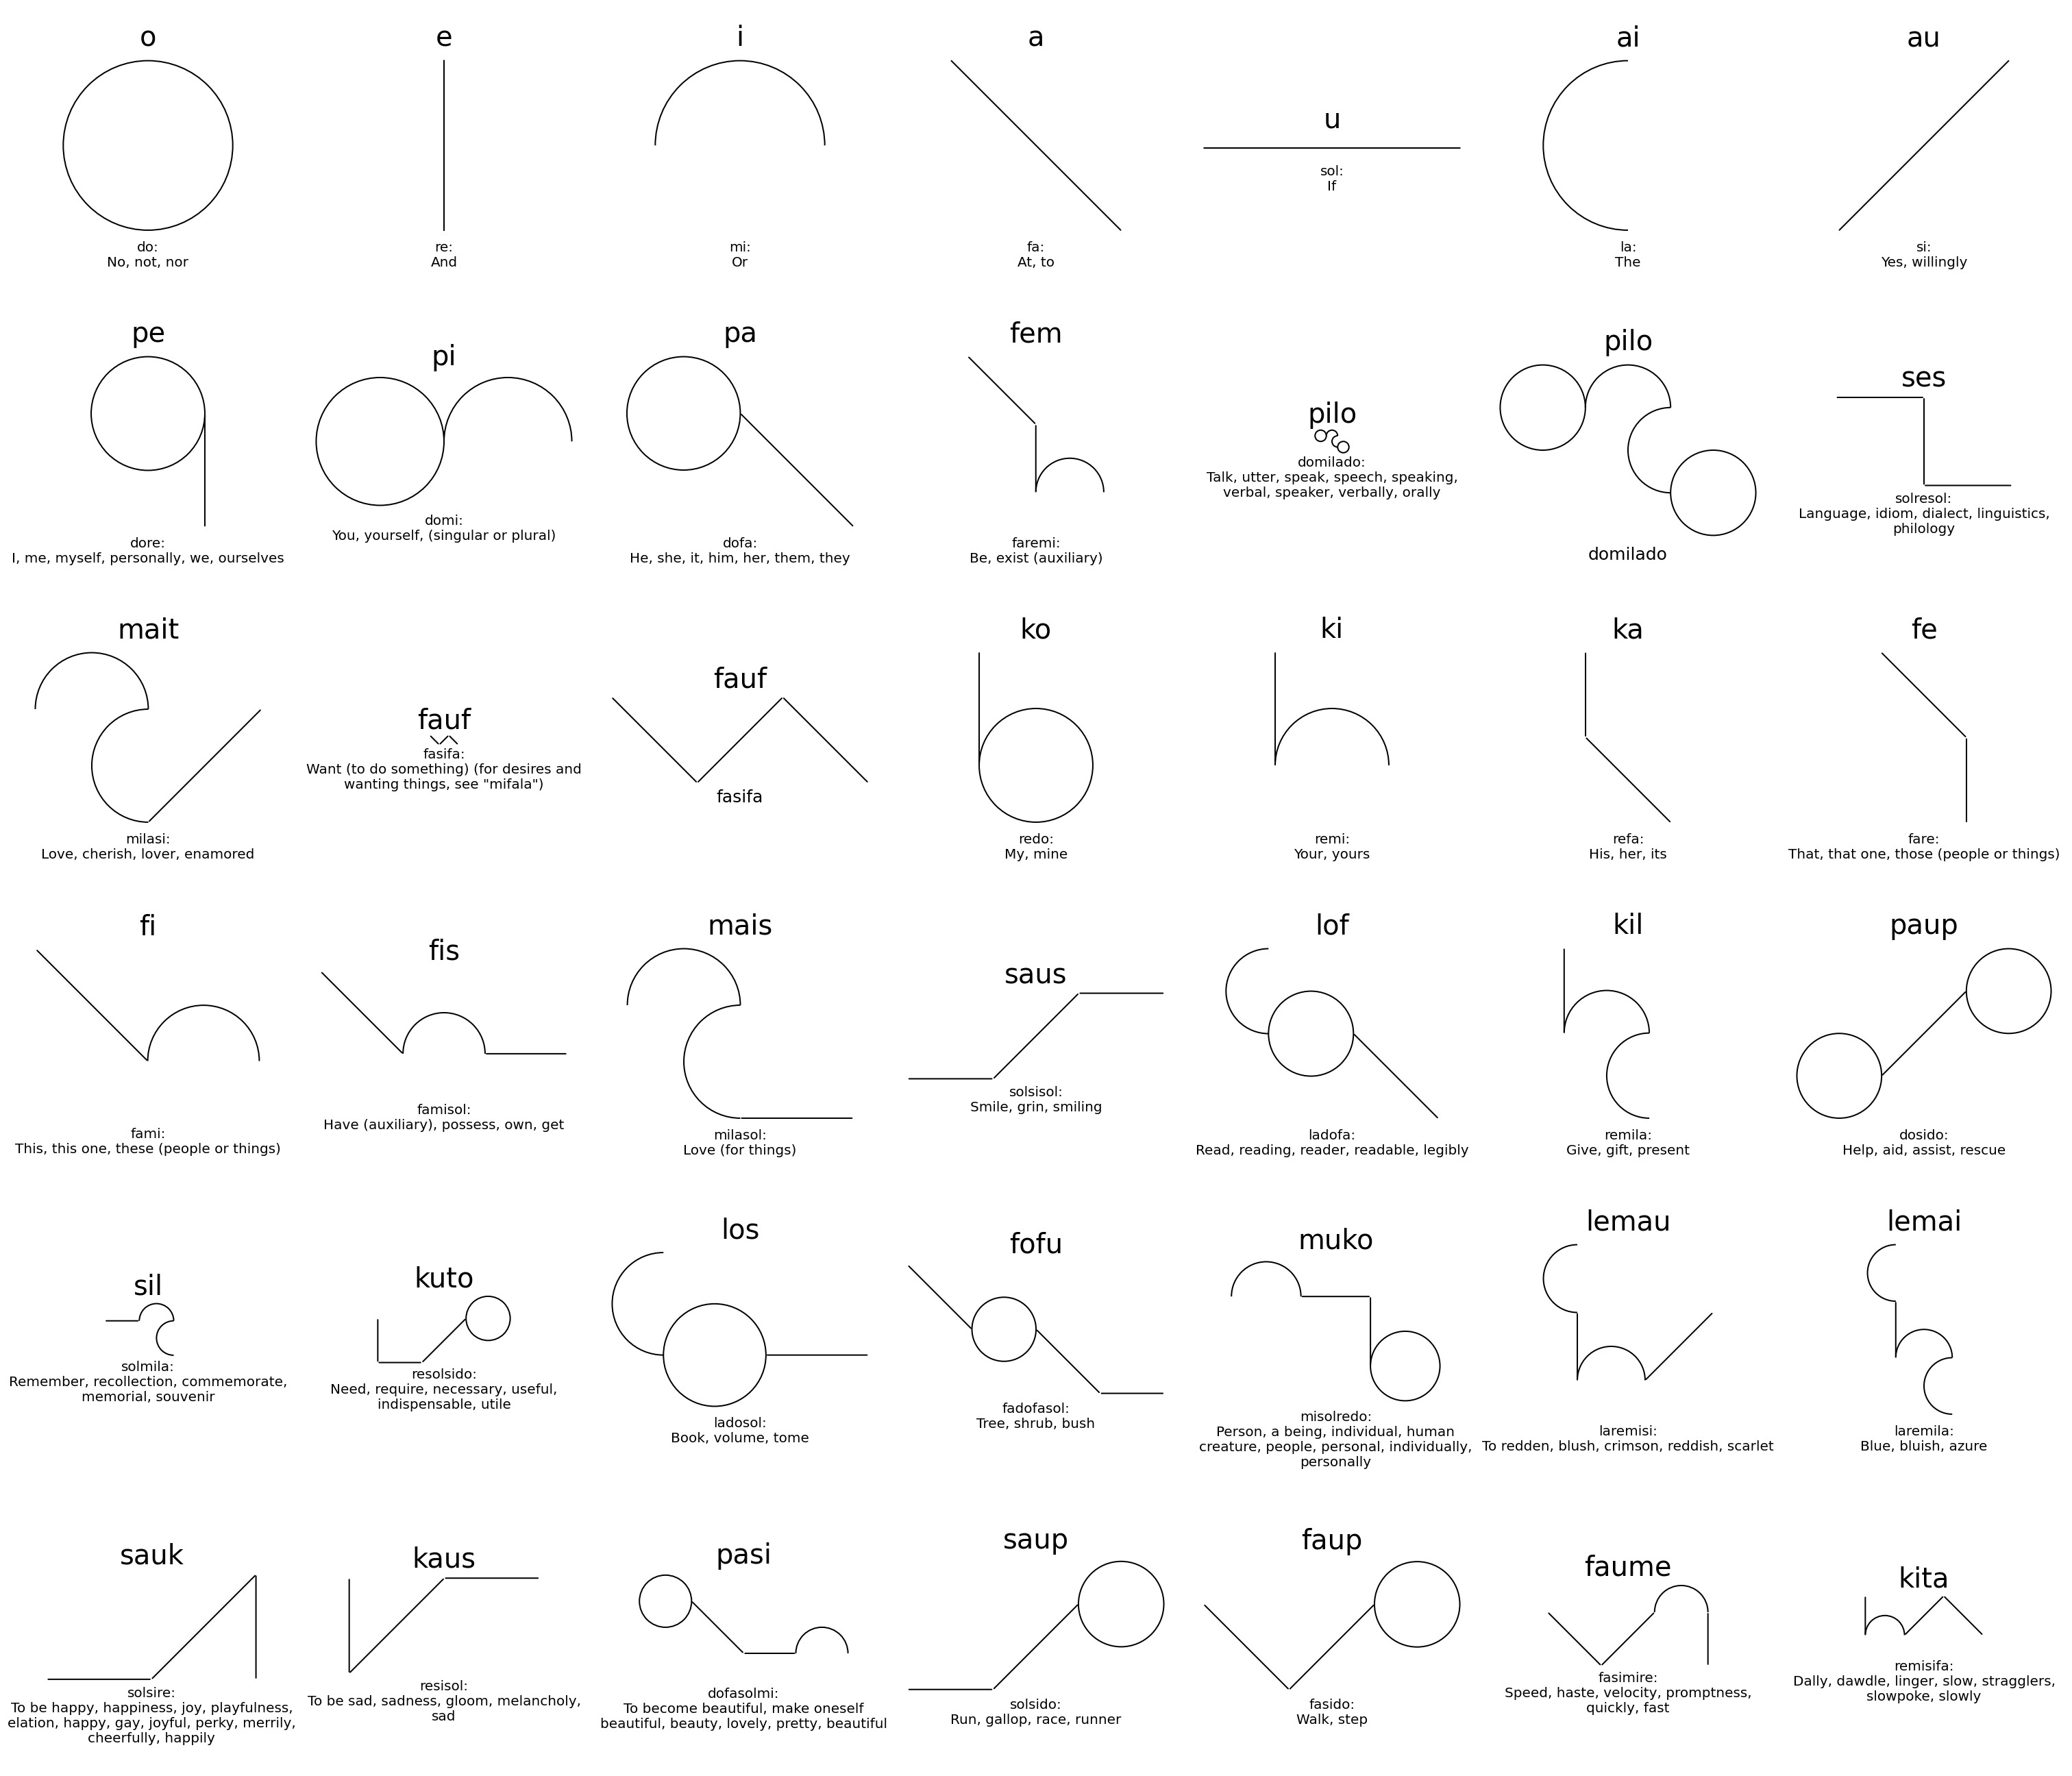 o
e
i
a
u
ai
au
do:
No, not, nor
re:
And
mi:
Or
fa:
At, to
sol:
If
la:
The
si:
Yes, willingly
pe
pi
pa
fem
pilo
pilo
ses
dore:
I, me, myself, personally, we, ourselves
domi:
You, yourself, (singular or plural)
dofa:
He, she, it, him, her, them, they
faremi:
Be, exist (auxiliary)
domilado:
Talk, utter, speak, speech, speaking,
verbal, speaker, verbally, orally
domilado
solresol:
Language, idiom, dialect, linguistics,
philology
mait
fauf
fauf
ko
ki
ka
fe
milasi:
Love, cherish, lover, enamored
fasifa:
Want (to do something) (for desires and
wanting things, see "mifala")
fasifa
redo:
My, mine
remi:
Your, yours
refa:
His, her, its
fare:
That, that one, those (people or things)
fi
fis
mais
saus
lof
kil
paup
fami:
This, this one, these (people or things)
famisol:
Have (auxiliary), possess, own, get
milasol:
Love (for things)
solsisol:
Smile, grin, smiling
ladofa:
Read, reading, reader, readable, legibly
remila:
Give, gift, present
dosido:
Help, aid, assist, rescue
sil
kuto
los
fofu
muko
lemau
lemai
solmila:
Remember, recollection, commemorate,
memorial, souvenir
resolsido:
Need, require, necessary, useful,
indispensable, utile
ladosol:
Book, volume, tome
fadofasol:
Tree, shrub, bush
misolredo:
Person, a being, individual, human
creature, people, personal, individually,
personally
laremisi:
To redden, blush, crimson, reddish, scarlet
laremila:
Blue, bluish, azure
sauk
kaus
pasi
saup
faup
faume
kita
solsire:
To be happy, happiness, joy, playfulness,
elation, happy, gay, joyful, perky, merrily,
cheerfully, happily
resisol:
To be sad, sadness, gloom, melancholy,
sad
dofasolmi:
To become beautiful, make oneself
beautiful, beauty, lovely, pretty, beautiful
solsido:
Run, gallop, race, runner
fasido:
Walk, step
fasimire:
Speed, haste, velocity, promptness,
quickly, fast
remisifa:
Dally, dawdle, linger, slow, stragglers,
slowpoke, slowly